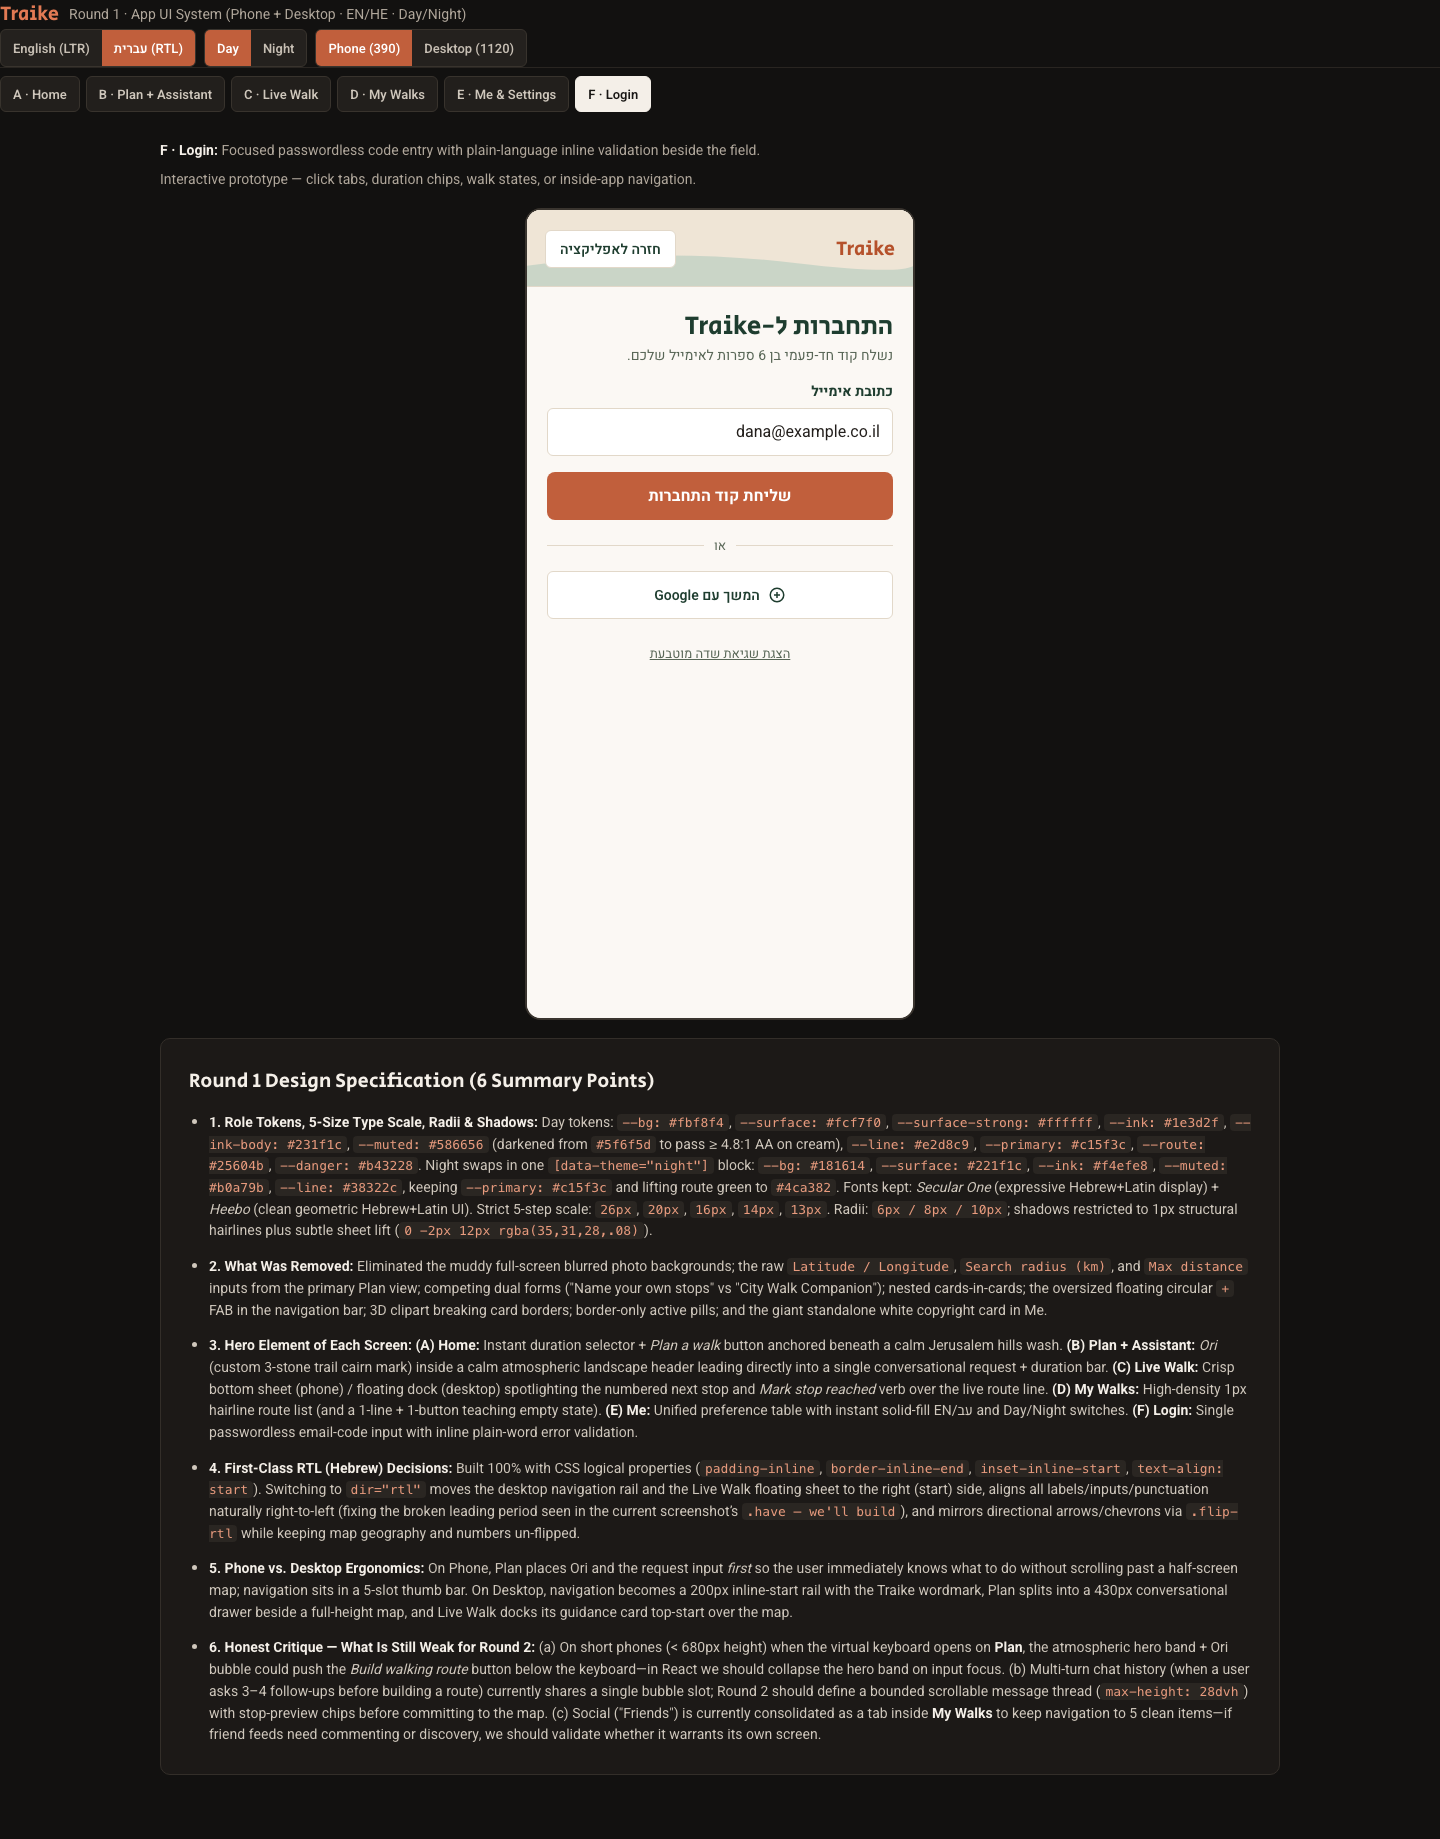 Traike Round 1 · App UI System (Phone + Desktop · EN/HE · Day/Night)
English (LTR) עברית (RTL) Day Night Phone (390) Desktop (1120)
A · Home B · Plan + Assistant C · Live Walk D · My Walks E · Me & Settings F · Login
F · Login: Focused passwordless code entry with plain-language inline validation beside the field.
Interactive prototype — click tabs, duration chips, walk states, or inside-app navigation.
Traike
חזרה לאפליקציה
התחברות ל-Traike
נשלח קוד חד-פעמי בן 6 ספרות לאימייל שלכם.
כתובת אימייל
dana@example.co.il
שליחת קוד התחברות
או
המשך עם Google
הצגת שגיאת שדה מוטבעת
Round 1 Design Specification (6 Summary Points)
1. Role Tokens, 5-Size Type Scale, Radii & Shadows: Day tokens: --bg: #fbf8f4, --surface: #fcf7f0, --surface-strong: #ffffff, --ink: #1e3d2f, --
ink-body: #231f1c, --muted: #586656 (darkened from #5f6f5d to pass ≥ 4.8:1 AA on cream), --line: #e2d8c9, --primary: #c15f3c, --route:
#25604b, --danger: #b43228. Night swaps in one [data-theme="night"] block: --bg: #181614, --surface: #221f1c, --ink: #f4efe8, --muted:
#b0a79b, --line: #38322c, keeping --primary: #c15f3c and lifting route green to #4ca382. Fonts kept: Secular One (expressive Hebrew+Latin display) +
Heebo (clean geometric Hebrew+Latin UI). Strict 5-step scale: 26px, 20px, 16px, 14px, 13px. Radii: 6px / 8px / 10px; shadows restricted to 1px structural
hairlines plus subtle sheet lift (0 -2px 12px rgba(35,31,28,.08)).
2. What Was Removed: Eliminated the muddy full-screen blurred photo backgrounds; the raw Latitude / Longitude, Search radius (km), and Max distance
inputs from the primary Plan view; competing dual forms ("Name your own stops" vs "City Walk Companion"); nested cards-in-cards; the oversized floating circular +
FAB in the navigation bar; 3D clipart breaking card borders; border-only active pills; and the giant standalone white copyright card in Me.
3. Hero Element of Each Screen: (A) Home: Instant duration selector + Plan a walk button anchored beneath a calm Jerusalem hills wash. (B) Plan + Assistant: Ori
(custom 3-stone trail cairn mark) inside a calm atmospheric landscape header leading directly into a single conversational request + duration bar. (C) Live Walk: Crisp
bottom sheet (phone) / floating dock (desktop) spotlighting the numbered next stop and Mark stop reached verb over the live route line. (D) My Walks: High-density 1px
hairline route list (and a 1-line + 1-button teaching empty state). (E) Me: Unified preference table with instant solid-fill EN/עב and Day/Night switches. (F) Login: Single
passwordless email-code input with inline plain-word error validation.
4. First-Class RTL (Hebrew) Decisions: Built 100% with CSS logical properties (padding-inline, border-inline-end, inset-inline-start, text-align:
start). Switching to dir="rtl" moves the desktop navigation rail and the Live Walk floating sheet to the right (start) side, aligns all labels/inputs/punctuation
naturally right-to-left (fixing the broken leading period seen in the current screenshot's .have — we'll build), and mirrors directional arrows/chevrons via .flip-
rtl while keeping map geography and numbers un-flipped.
5. Phone vs. Desktop Ergonomics: On Phone, Plan places Ori and the request input first so the user immediately knows what to do without scrolling past a half-screen
map; navigation sits in a 5-slot thumb bar. On Desktop, navigation becomes a 200px inline-start rail with the Traike wordmark, Plan splits into a 430px conversational
drawer beside a full-height map, and Live Walk docks its guidance card top-start over the map.
6. Honest Critique — What Is Still Weak for Round 2: (a) On short phones (< 680px height) when the virtual keyboard opens on Plan, the atmospheric hero band + Ori
bubble could push the Build walking route button below the keyboard—in React we should collapse the hero band on input focus. (b) Multi-turn chat history (when a user
asks 3–4 follow-ups before building a route) currently shares a single bubble slot; Round 2 should define a bounded scrollable message thread (max-height: 28dvh)
with stop-preview chips before committing to the map. (c) Social ("Friends") is currently consolidated as a tab inside My Walks to keep navigation to 5 clean items—if
friend feeds need commenting or discovery, we should validate whether it warrants its own screen.